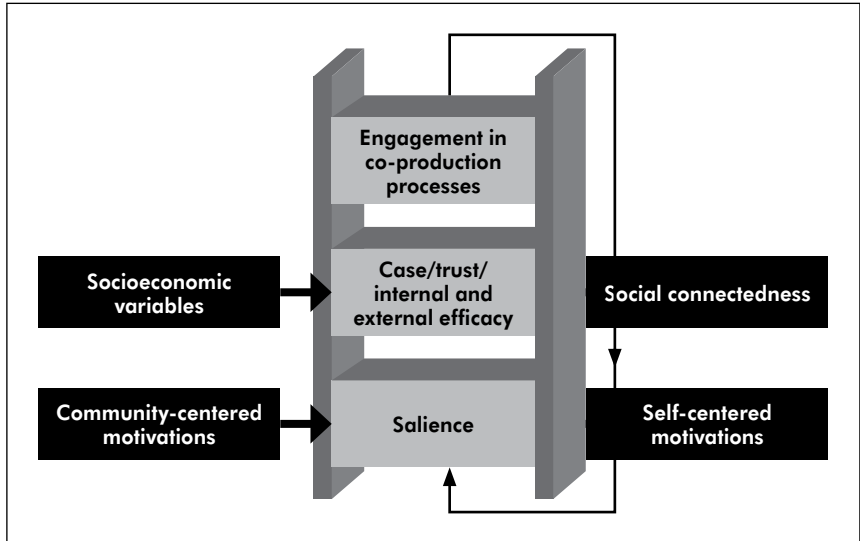 Engagement in
co-production
processes
Socioeconomic
variables
Case/trust/
internal and
external efficacy
Social connectedness
Community-centered
motivations
Salience
Self-centered
motivations